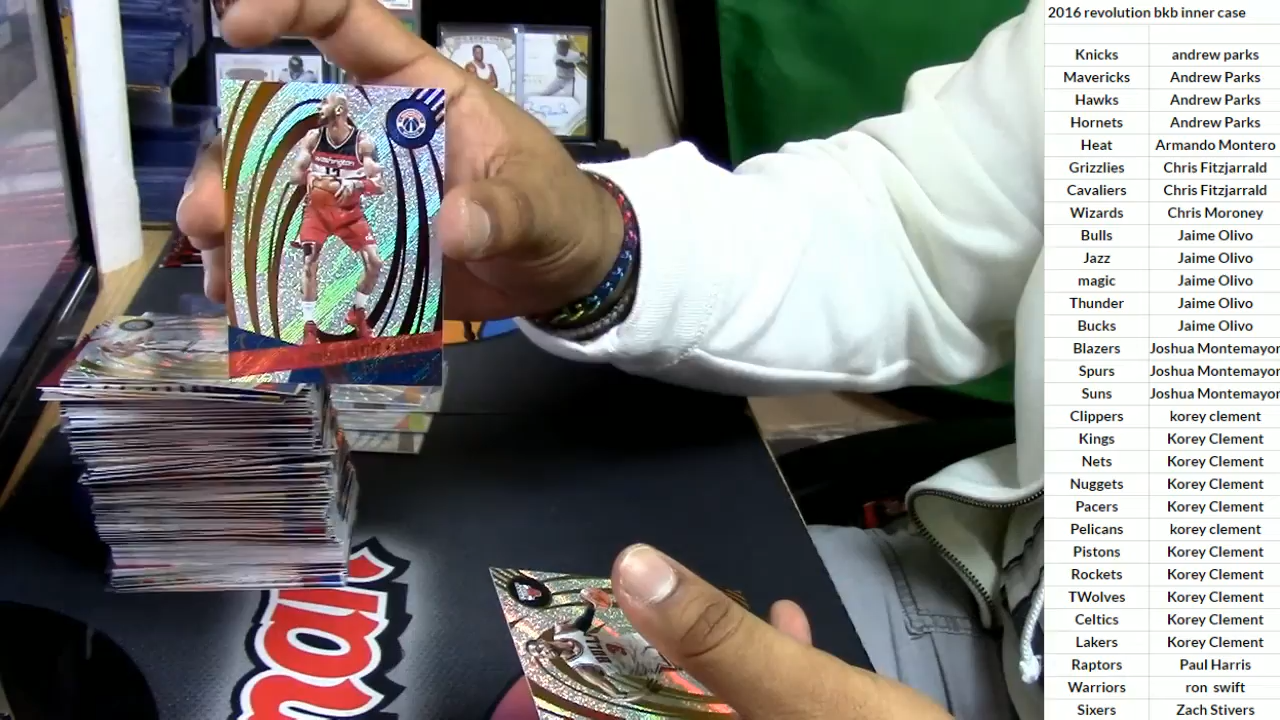 2016 revolution bkb inner case
Knicks andrew parks
Mavericks Andrew Parks
Hawks Andrew Parks
Hornets Andrew Parks
Heat Armando Montero
Grizzlies Chris Fitzjarrald
Cavaliers Chris Fitzjarrald
Wizards Chris Moroney
Bulls Jaime Olivo
Jazz Jaime Olivo
magic Jaime Olivo
Thunder Jaime Olivo
Bucks Jaime Olivo
Blazers Joshua Montemayor
Spurs Joshua Montemayor
Suns Joshua Montemayor
Clippers korey clement
Kings Korey Clement
Nets Korey Clement
Nuggets Korey Clement
Pacers Korey Clement
Pelicans korey clement
Pistons Korey Clement
Rockets Korey Clement
TWolves Korey Clement
Celtics Korey Clement
Lakers Korey Clement
Raptors Paul Harris
Warriors ron swift
Sixers Zach Stivers
Washington